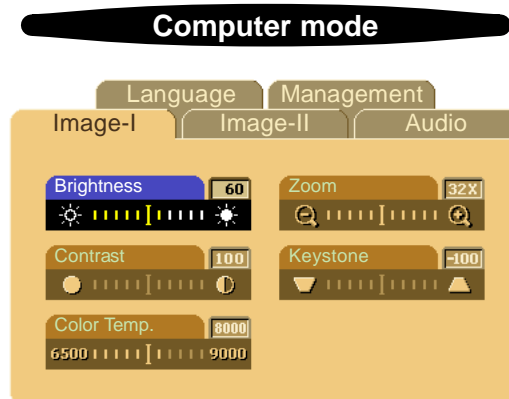 Computer mode
Language Management
Image-I Image-II Audio
Brightness 60
Zoom 32X
Contrast 100
Keystone -100
Color Temp. 8000
6500 9000